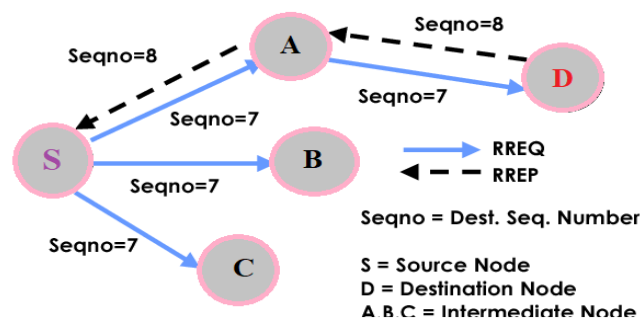 Seqno=8
A
Seqno=8
D
Seqno=7
Seqno=7
S
B
Seqno=7
Seqno=7
C
RREQ
RREP
Seqno = Dest. Seq. Number
S = Source Node
D = Destination Node
A,B,C = Intermediate Node